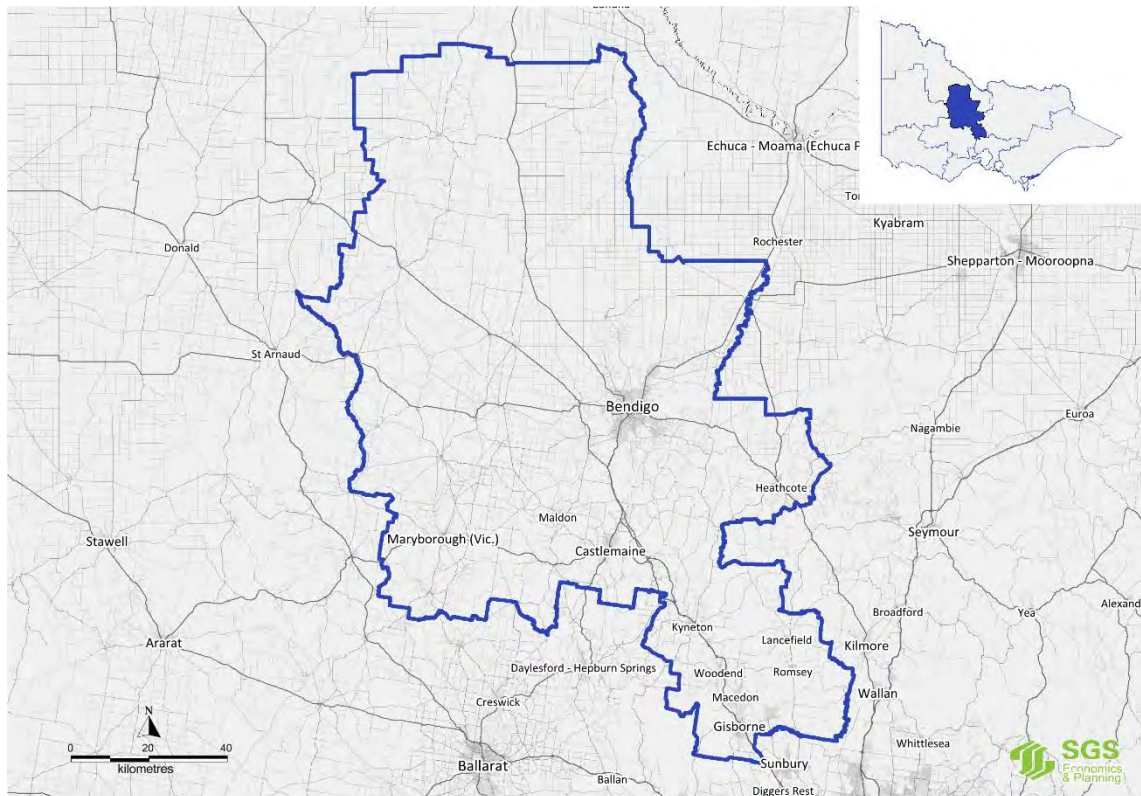 Echuca - Moama (Echuca P
Kyabram
Rochester
Donald
Shepparton - Mooroopna
St Arnaud
Bendigo
Euroa
Nagambie
Heathcote
Maldon
Seymour
Stawell
Maryborough (Vic.)
Castlemaine
Broadford
Yea
Alexand
Kyneton
Lancefield
Kilmore
Ararat
Daylesford - Hepburn Springs
Woodend
Romsey
Macedon
Wallan
Creswick
Gisborne
N
0 20 40
kilometres
Whittlesea
Ballarat
Ballan
Sunbury
Diggers Rest
SGS
Economics
& Planning